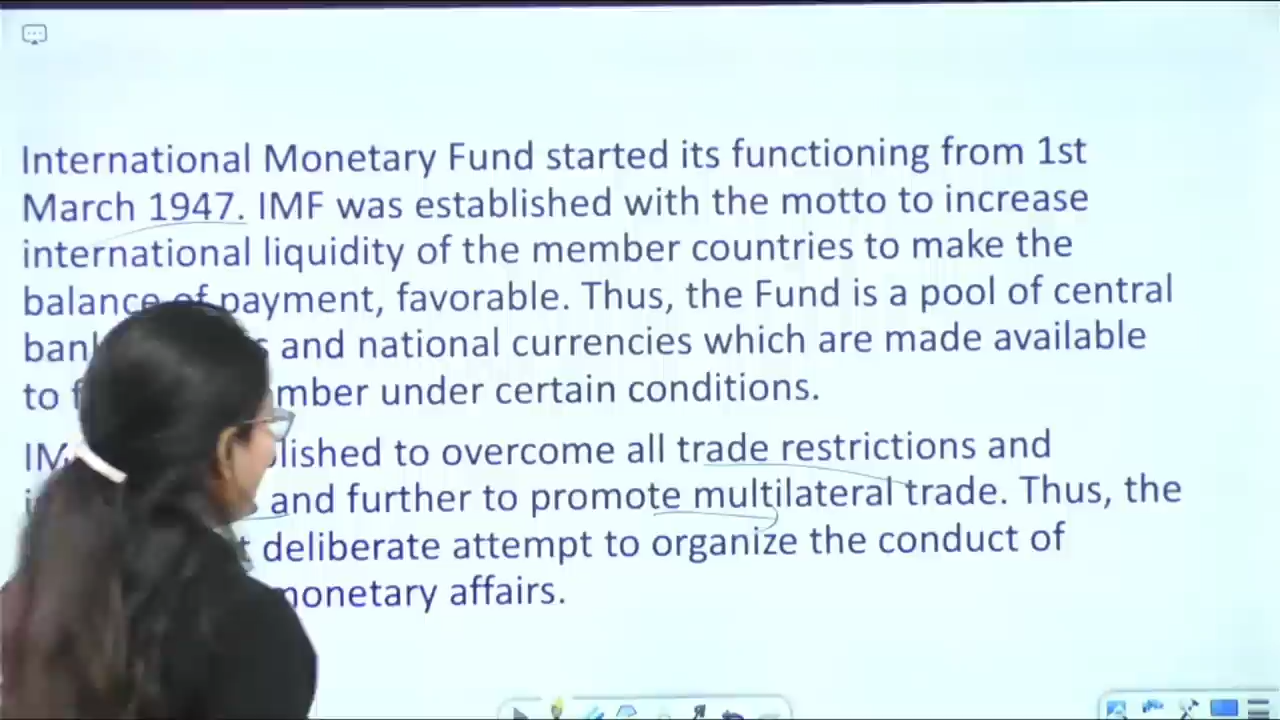 International Monetary Fund started its functioning from 1st
March 1947. IMF was established with the motto to increase
international liquidity of the member countries to make the
balance of payment, favorable. Thus, the Fund is a pool of central
and national currencies which are made available
to under certain conditions.
to overcome all trade restrictions and
and further to promote multilateral trade. Thus, the
deliberate attempt to organize the conduct of
monetary affairs.